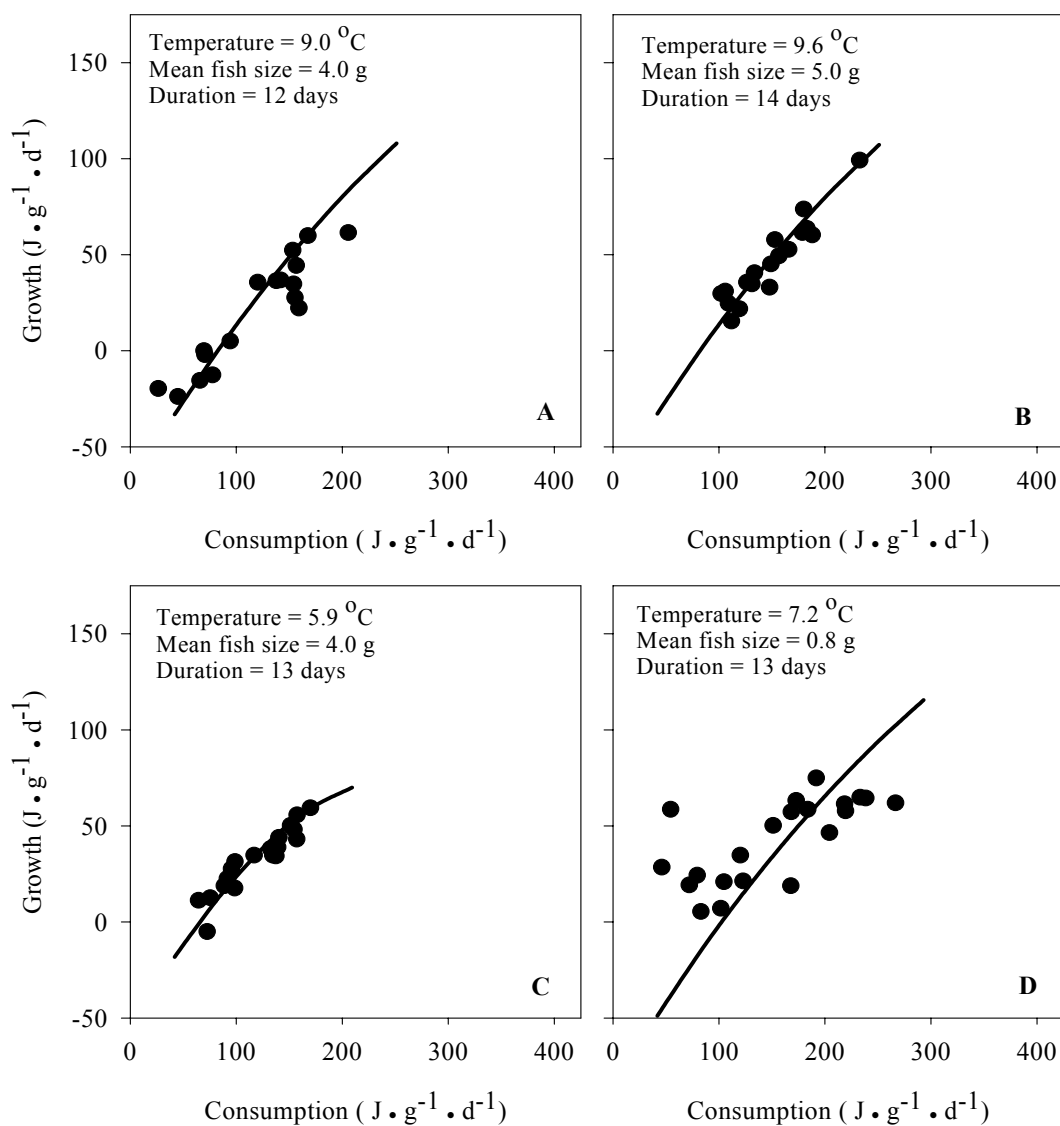 Temperature = 9.0 °C
Mean fish size = 4.0 g
Duration = 12 days
150
100
50
0
-50
Growth (J • g⁻¹ • d⁻¹)
A
0 100 200 300 400
Consumption ( J • g⁻¹ • d⁻¹)
Temperature = 9.6 °C
Mean fish size = 5.0 g
Duration = 14 days
B
0 100 200 300 400
Consumption ( J • g⁻¹ • d⁻¹)
Temperature = 5.9 °C
Mean fish size = 4.0 g
Duration = 13 days
150
100
50
0
-50
Growth (J • g⁻¹ • d⁻¹)
C
0 100 200 300 400
Consumption ( J • g⁻¹ • d⁻¹)
Temperature = 7.2 °C
Mean fish size = 0.8 g
Duration = 13 days
D
0 100 200 300 400
Consumption ( J • g⁻¹ • d⁻¹)